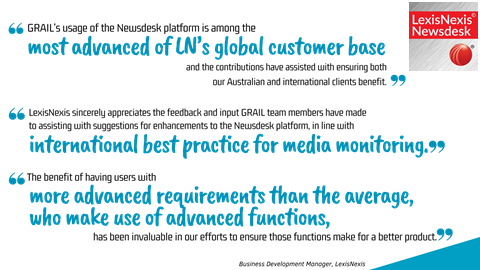 LexisNexis®
Newsdesk
“ GRAIL's usage of the Newsdesk platform is among the
most advanced of LN's global customer base
and the contributions have assisted with ensuring both
our Australian and international clients benefit. ”
“ LexisNexis sincerely appreciates the feedback and input GRAIL team members have made
to assisting with suggestions for enhancements to the Newsdesk platform, in line with
international best practice for media monitoring.”
“ The benefit of having users with
more advanced requirements than the average,
who make use of advanced functions,
has been invaluable in our efforts to ensure those functions make for a better product.”
Business Development Manager, LexisNexis